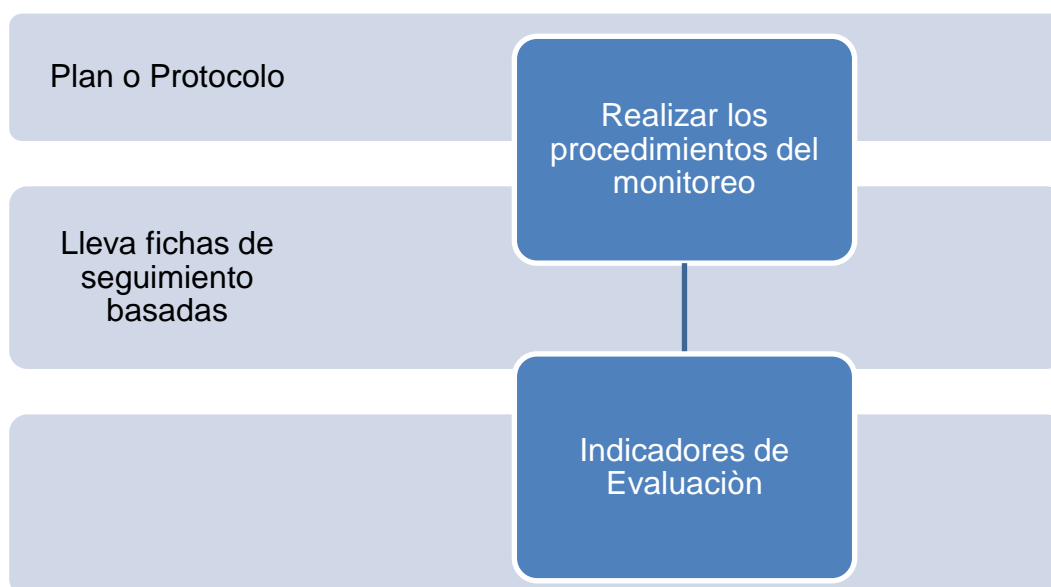 Plan o Protocolo
Realizar los
procedimientos del
monitoreo
Lleva fichas de
seguimiento
basadas
Indicadores de
Evaluaciòn